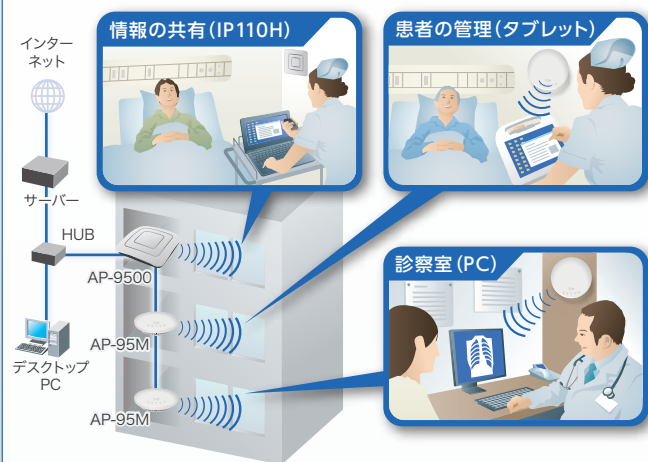 情報の共有(IP110H)
患者の管理(タブレット)
インター
ネット
サーバー
HUB
AP-9500
診察室(PC)
AP-95M
デスクトップ
PC
AP-95M